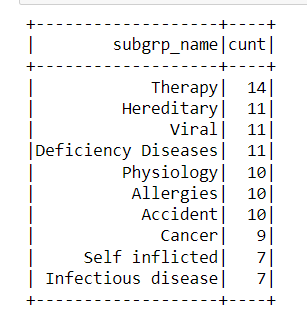 +-------------------+----+
|        subgrp_name|cunt|
+-------------------+----+
|            Therapy|  14|
|         Hereditary|  11|
|              Viral|  11|
|Deficiency Diseases|  11|
|         Physiology|  10|
|          Allergies|  10|
|           Accident|  10|
|             Cancer|   9|
|     Self inflicted|   7|
| Infectious disease|   7|
+-------------------+----+